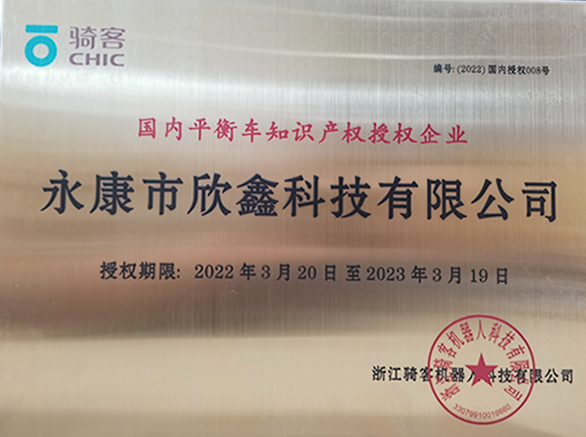 骑客
CHIC
编号:(2022)国内授权008号
国内平衡车知识产权授权企业
永康市欣鑫科技有限公司
授权期限: 2022年3月20日至2023年3月19日
浙江骑客机器人科技有限公司